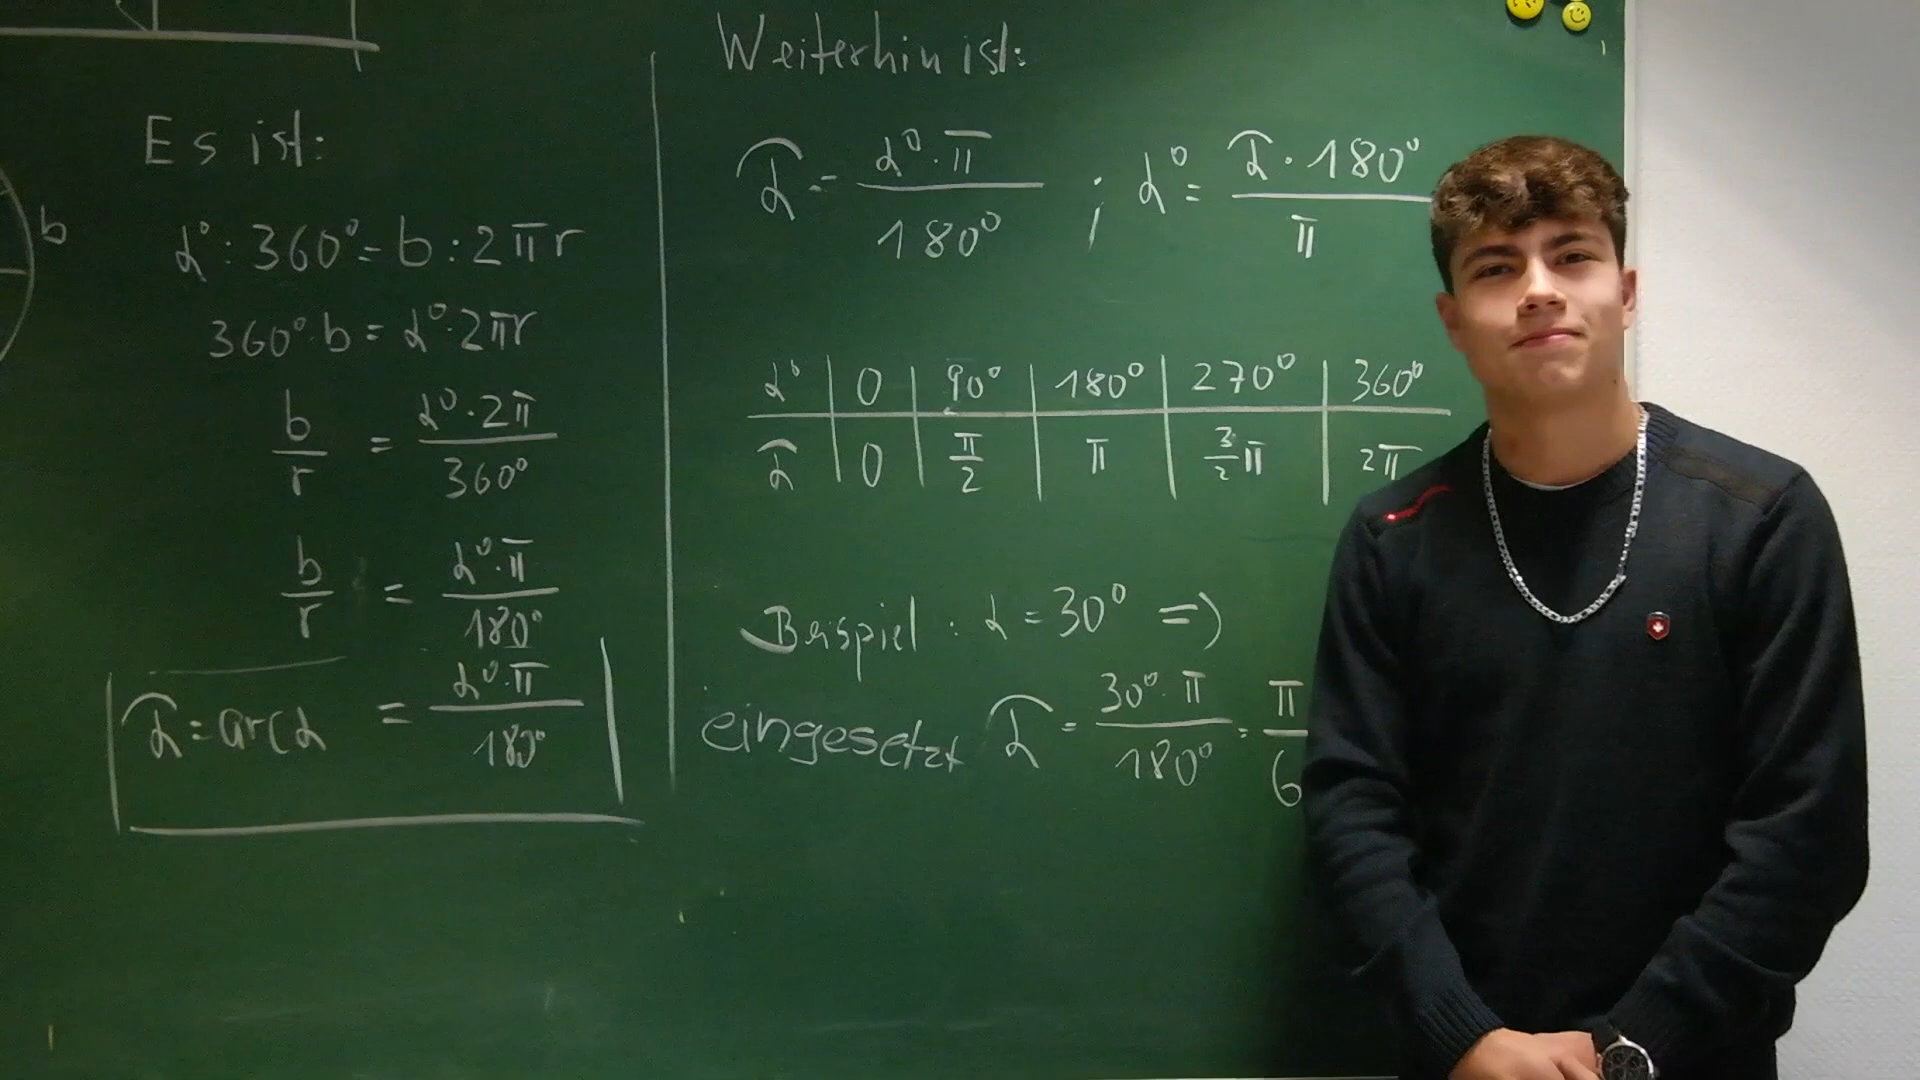 b
Es ist:
α° : 360° = b : 2πr
360° · b = α° · 2πr
b/r = α° · 2π / 360°
b/r = α° · π / 180°
α̂ = arc α = α° · π / 180°
Weiterhin ist:
α̂ = α° · π / 180° ; α° = α̂ · 180° / π
α° | 0 | 90° | 180° | 270° | 360°
α̂ | 0 | π/2 | π | 3/2 π | 2π
Beispiel : α = 30° =>
eingesetzt α̂ = 30° · π / 180° = π/6